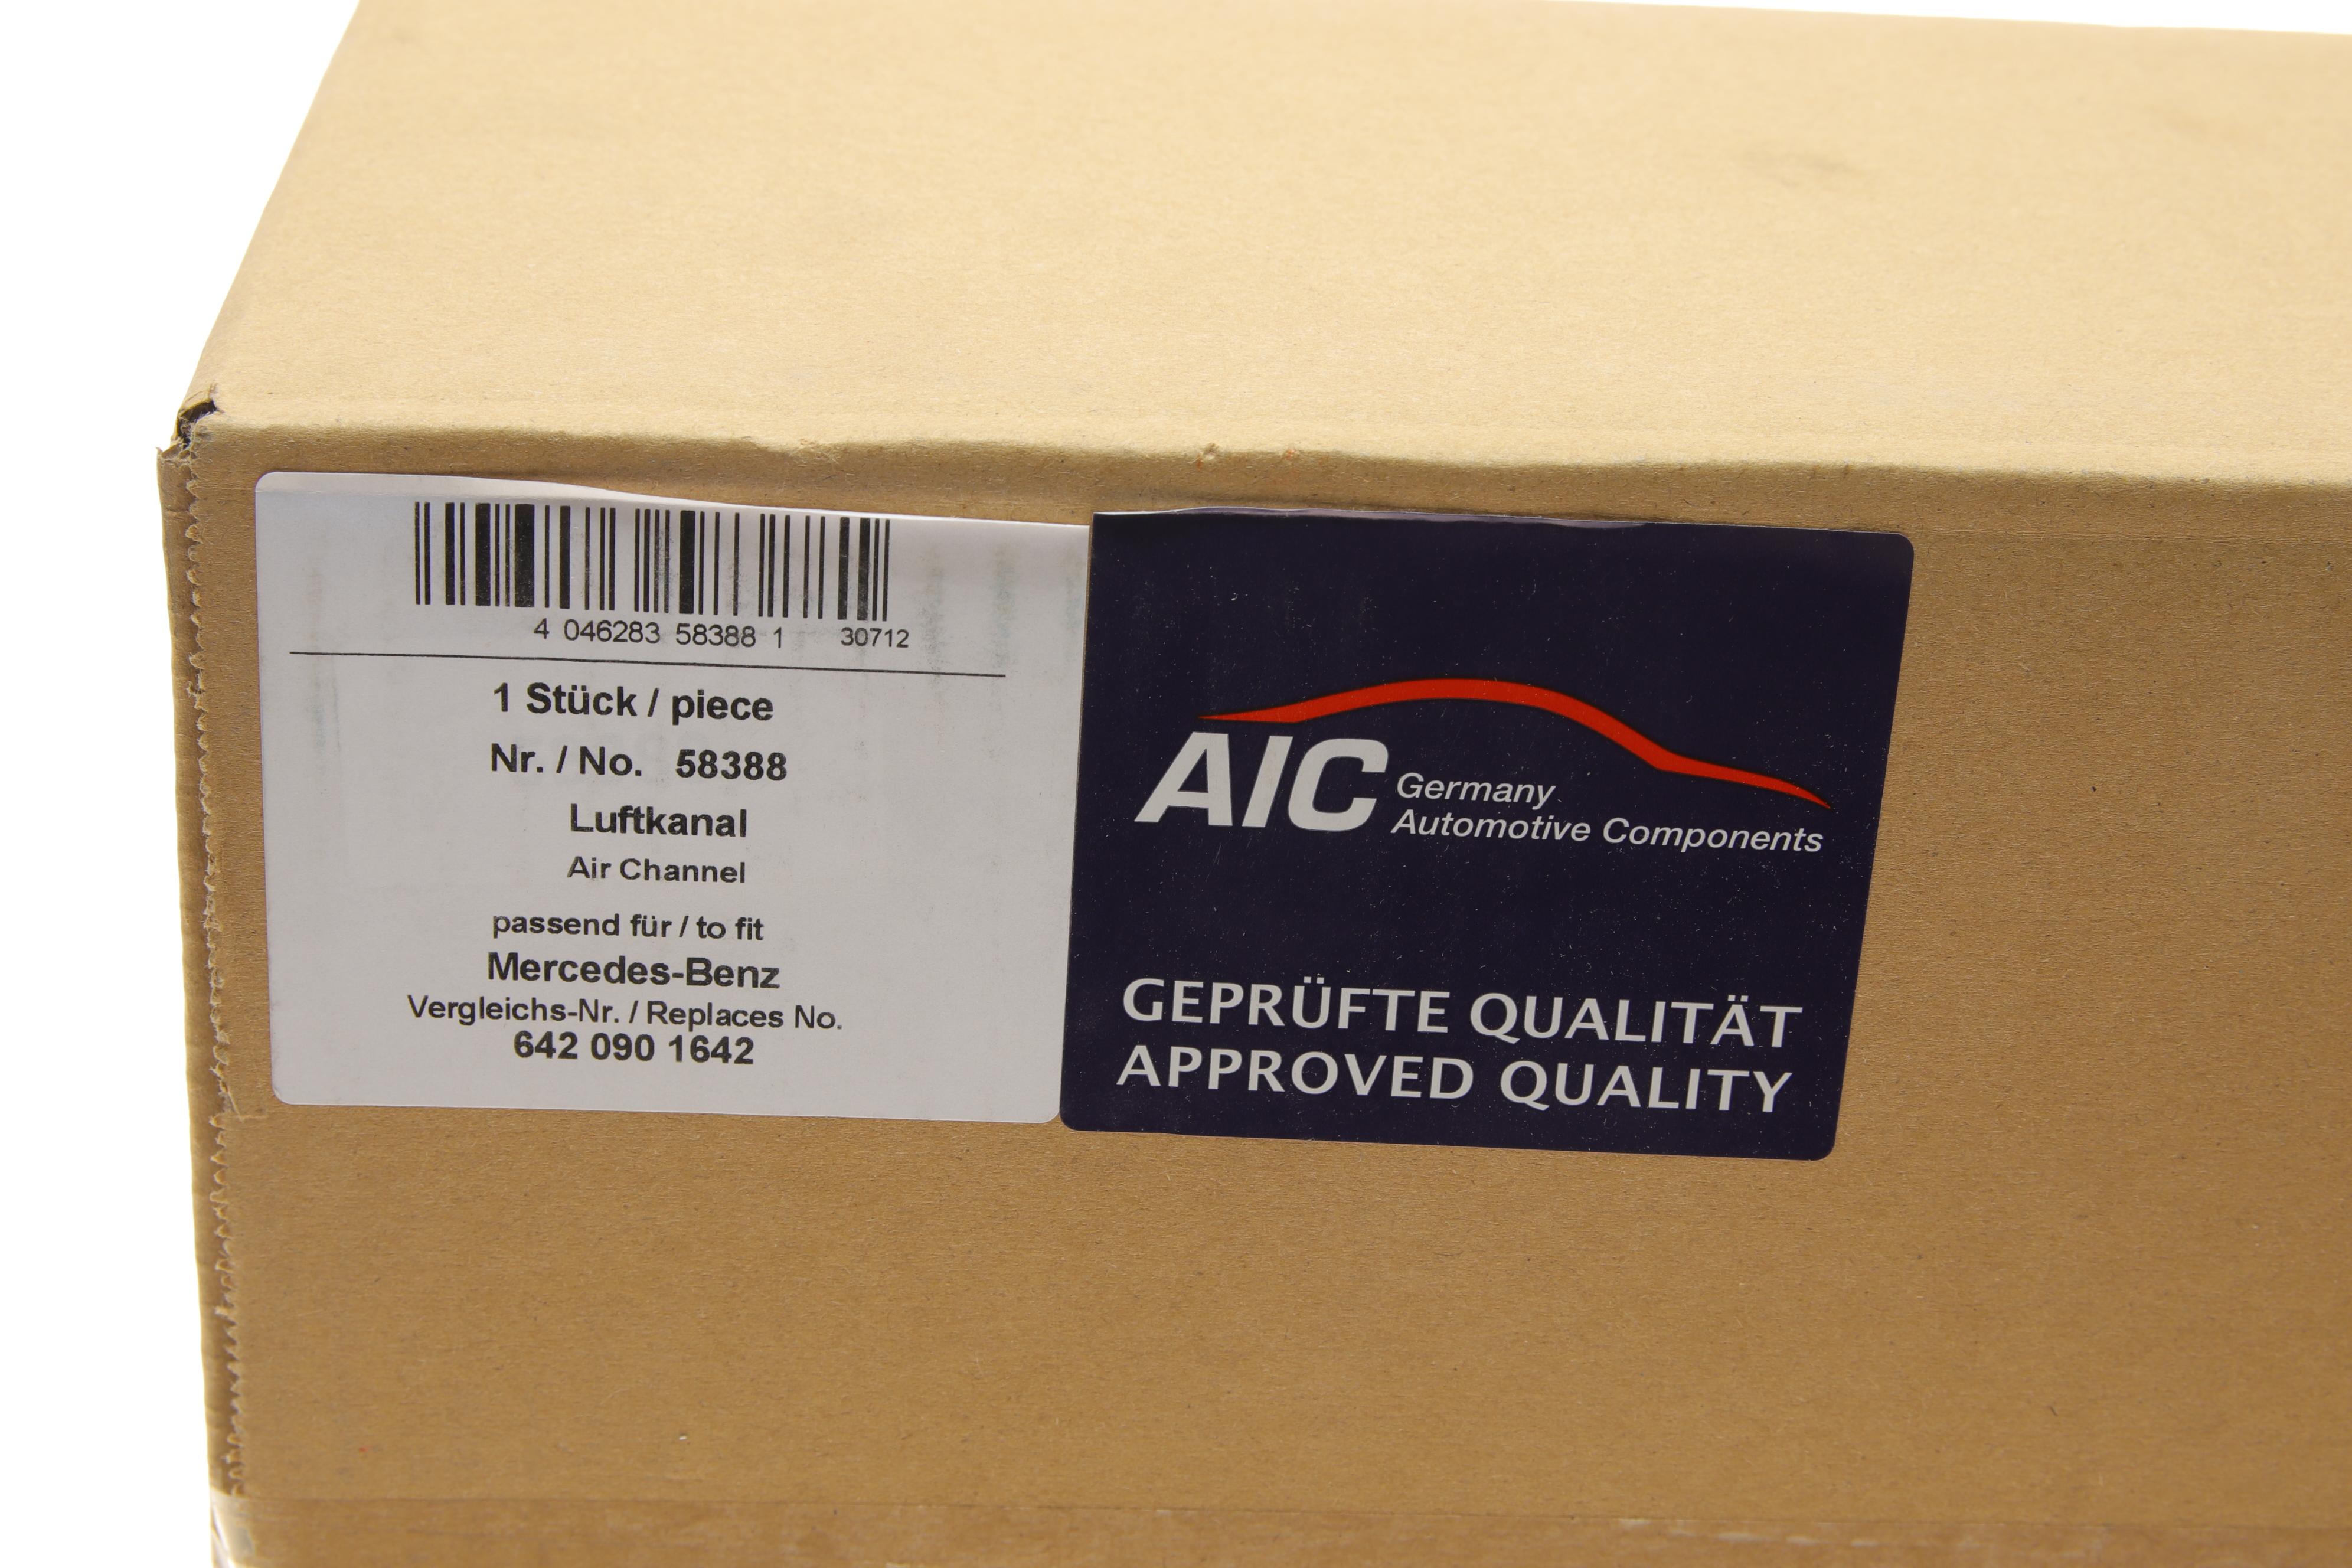 4 046283 58388 1 30712
1 Stück / piece
Nr. / No. 58388
Luftkanal
Air Channel
passend für / to fit
Mercedes-Benz
Vergleichs-Nr. / Replaces No.
642 090 1642
AIC Germany
Automotive Components
GEPRÜFTE QUALITÄT
APPROVED QUALITY